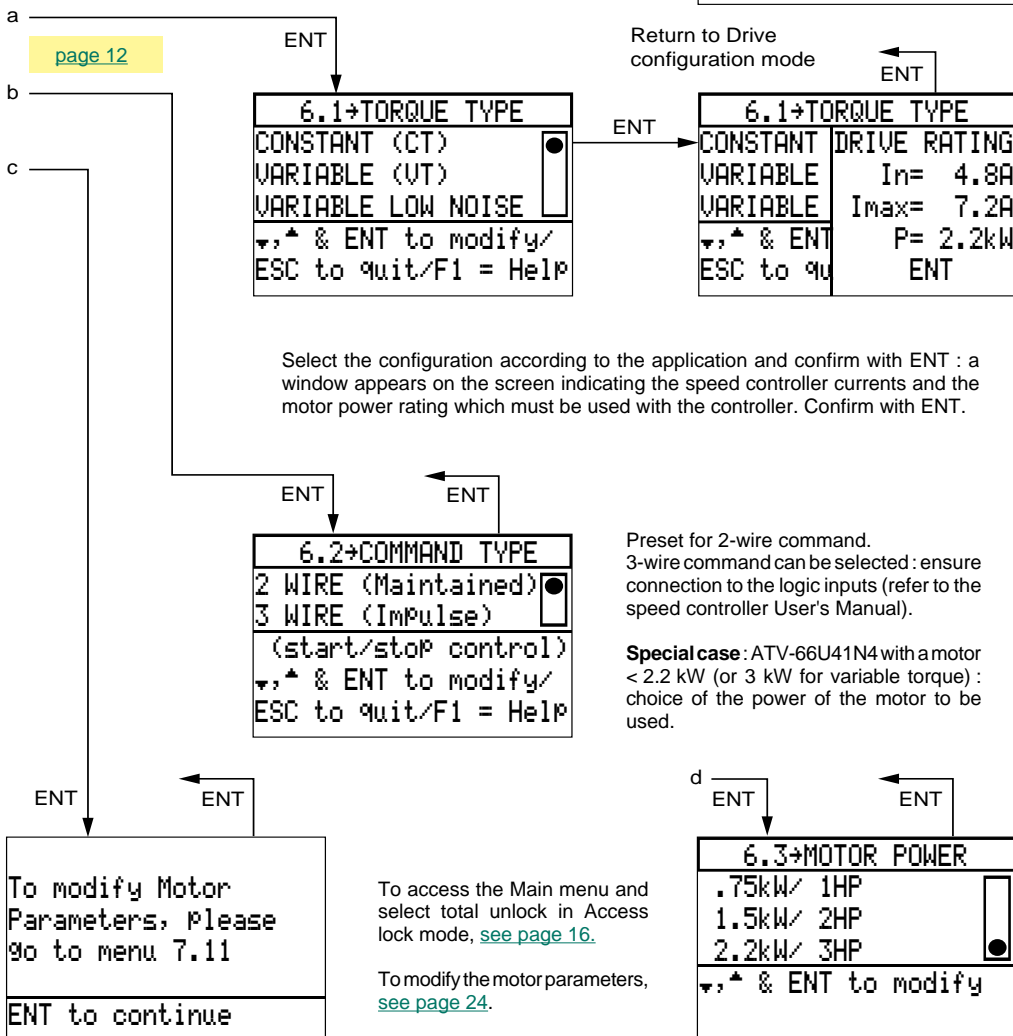 a
page 12
ENT
Return to Drive
configuration mode
ENT
b
c
6.1→TORQUE TYPE
CONSTANT (CT)
VARIABLE (VT)
VARIABLE LOW NOISE
▾,▴ & ENT to modify/
ESC to quit/F1 = Help
ENT
6.1→TORQUE TYPE
CONSTANT DRIVE RATING
VARIABLE In= 4.8A
VARIABLE Imax= 7.2A
▾,▴ & ENT P= 2.2kW
ESC to qu ENT
Select the configuration according to the application and confirm with ENT : a
window appears on the screen indicating the speed controller currents and the
motor power rating which must be used with the controller. Confirm with ENT.
ENT
ENT
6.2→COMMAND TYPE
2 WIRE (Maintained)
3 WIRE (Impulse)
(start/stop control)
▾,▴ & ENT to modify/
ESC to quit/F1 = Help
Preset for 2-wire command.
3-wire command can be selected : ensure
connection to the logic inputs (refer to the
speed controller User's Manual).
Special case : ATV-66U41N4 with a motor
< 2.2 kW (or 3 kW for variable torque) :
choice of the power of the motor to be
used.
ENT
ENT
To modify Motor
Parameters, please
go to menu 7.11
ENT to continue
To access the Main menu and
select total unlock in Access
lock mode, see page 16.
To modify the motor parameters,
see page 24.
d
ENT
ENT
6.3→MOTOR POWER
.75kW/ 1HP
1.5kW/ 2HP
2.2kW/ 3HP
▾,▴ & ENT to modify